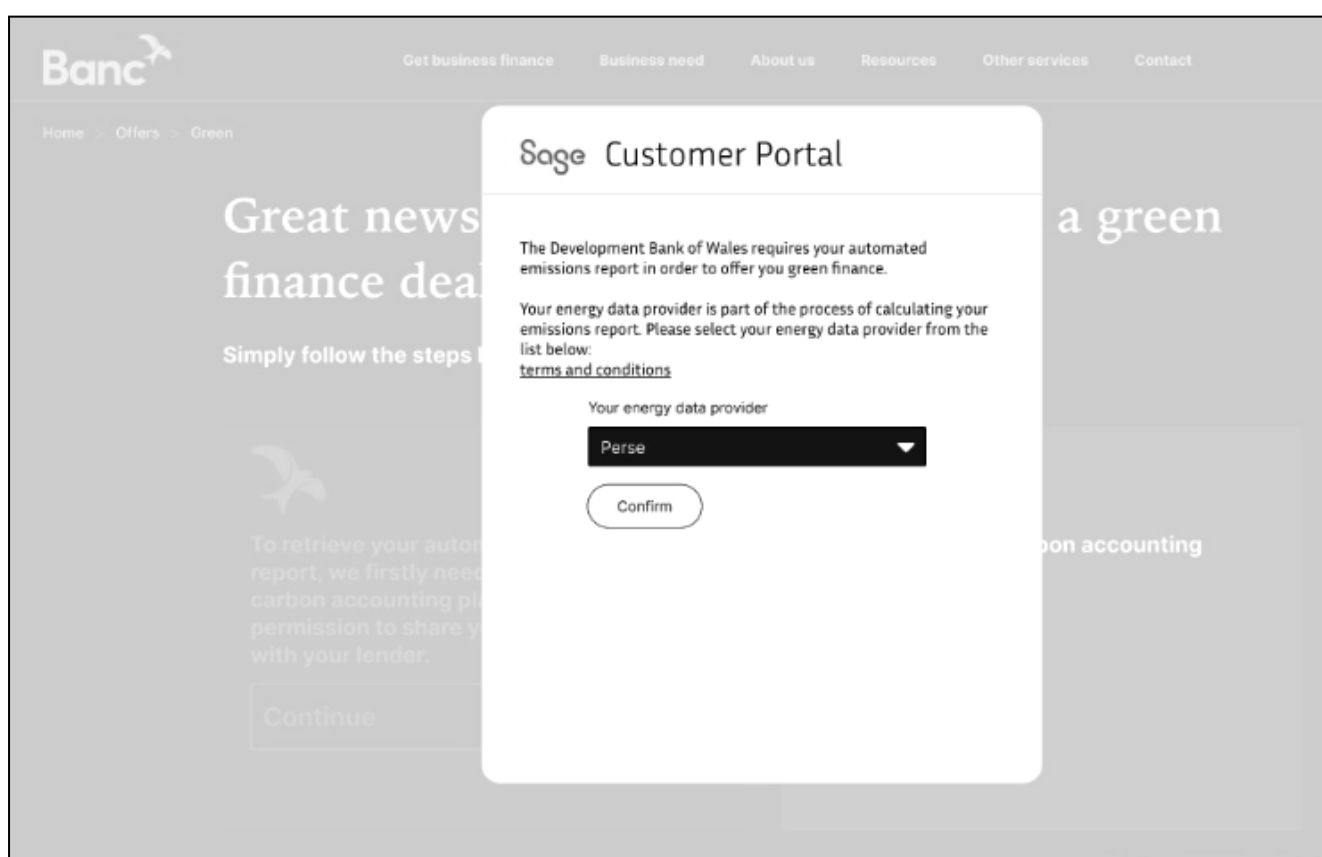 Banc
Get business finance Business need About us Resources Other services Contact
Home > Offers > Green
Sage Customer Portal
Great news a green
finance deal
The Development Bank of Wales requires your automated
emissions report in order to offer you green finance.
Your energy data provider is part of the process of calculating your
emissions report. Please select your energy data provider from the
list below:
terms and conditions
Simply follow the steps
Your energy data provider
Perse
Confirm
To retrieve your
report, we firstly need
carbon accounting
permission to share
with your lender.
Continue
accounting